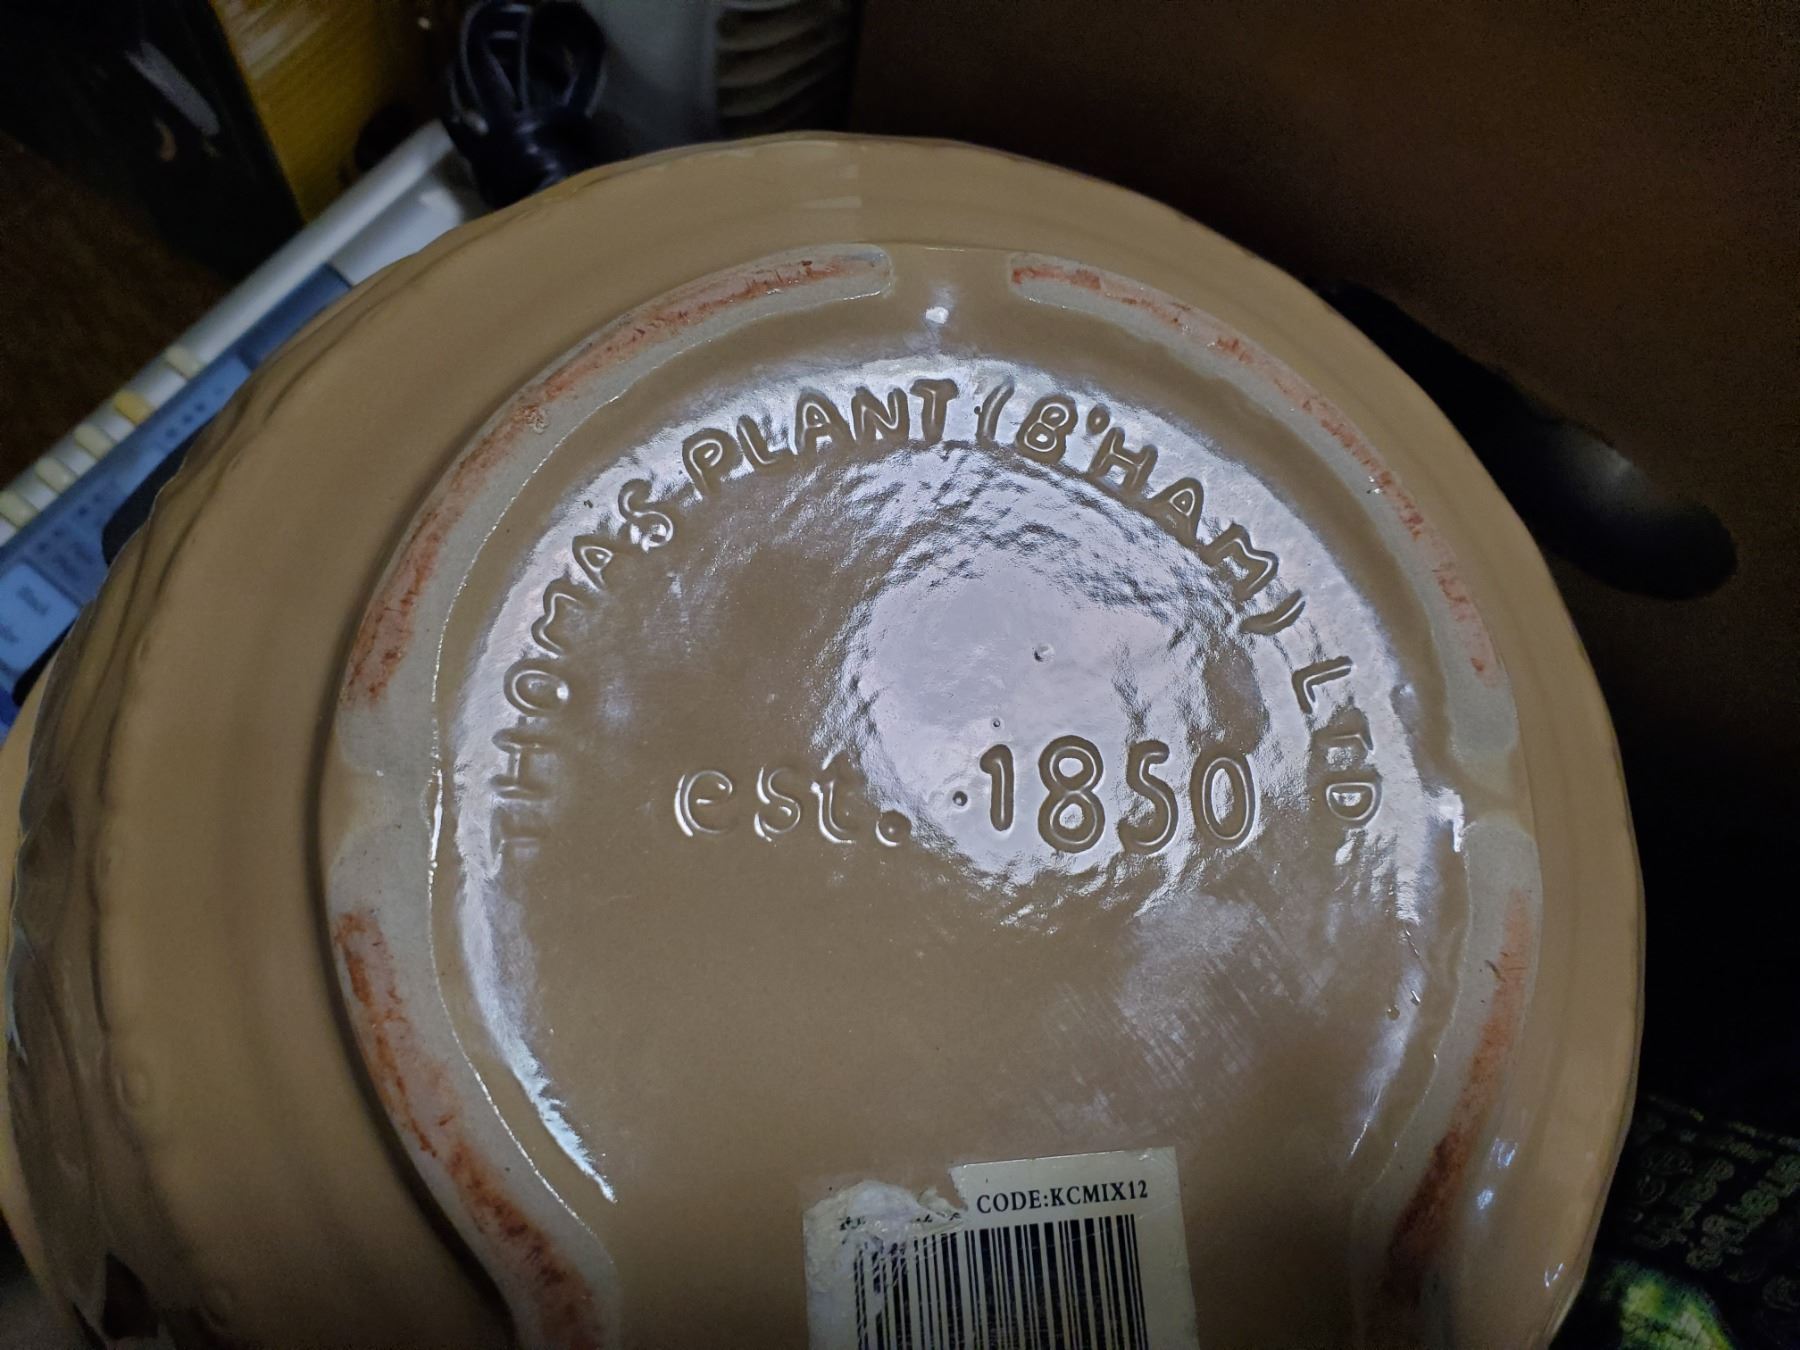 THOMAS PLANT (B'HAM) LTD
est. 1850
CODE:KCMIX12